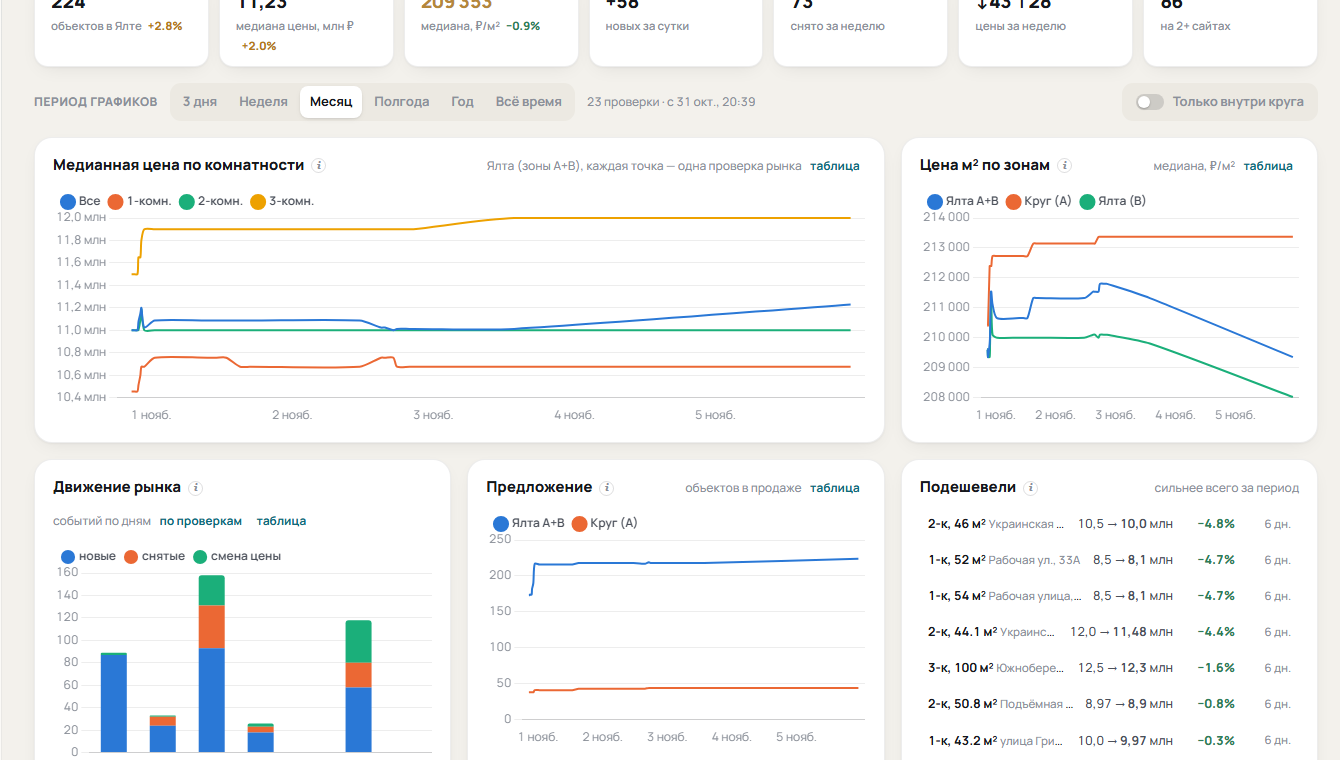 224 11,23 209 353 +58 73 ↓43 ↑28 86
объектов в Ялте +2.8% медиана цены, млн ₽ медиана, ₽/м² −0.9% новых за сутки снято за неделю цены за неделю на 2+ сайтах
+2.0%
ПЕРИОД ГРАФИКОВ 3 дня Неделя Месяц Полгода Год Всё время 23 проверки · с 31 окт., 20:39 Только внутри круга
Медианная цена по комнатности i Ялта (зоны A+B), каждая точка — одна проверка рынка таблица
Все 1-комн. 2-комн. 3-комн.
12,0 млн
11,8 млн
11,6 млн
11,4 млн
11,2 млн
11,0 млн
10,8 млн
10,6 млн
10,4 млн
1 нояб. 2 нояб. 3 нояб. 4 нояб. 5 нояб.
Цена м² по зонам i медиана, ₽/м² таблица
Ялта A+B Круг (A) Ялта (B)
214 000
213 000
212 000
211 000
210 000
209 000
208 000
1 нояб. 2 нояб. 3 нояб. 4 нояб. 5 нояб.
Движение рынка i
событий по дням по проверкам таблица
новые снятые смена цены
160
140
120
100
80
60
40
20
0
Предложение i объектов в продаже таблица
Ялта A+B Круг (A)
250
200
150
100
50
0
1 нояб. 2 нояб. 3 нояб. 4 нояб. 5 нояб.
Подешевели i сильнее всего за период
2-к, 46 м² Украинская ... 10,5 → 10,0 млн −4.8% 6 дн.
1-к, 52 м² Рабочая ул., 33А 8,5 → 8,1 млн −4.7% 6 дн.
1-к, 54 м² Рабочая улица,... 8,5 → 8,1 млн −4.7% 6 дн.
2-к, 44.1 м² Украинс... 12,0 → 11,48 млн −4.4% 6 дн.
3-к, 100 м² Южнобере... 12,5 → 12,3 млн −1.6% 6 дн.
2-к, 50.8 м² Подъёмная ... 8,97 → 8,9 млн −0.8% 6 дн.
1-к, 43.2 м² улица Гри... 10,0 → 9,97 млн −0.3% 6 дн.